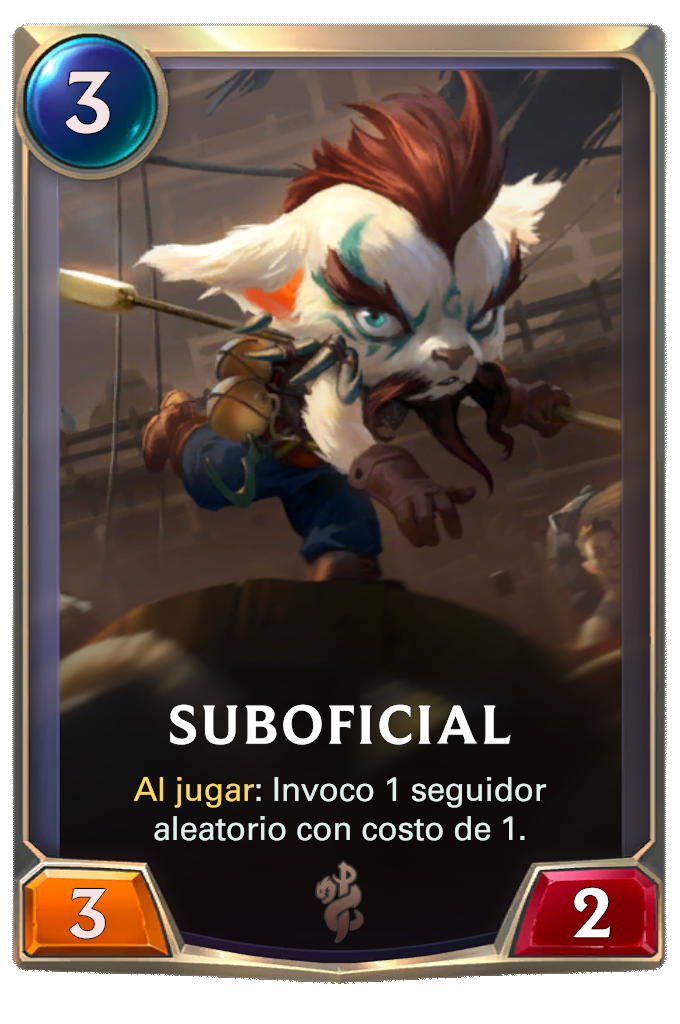 3
SUBOFICIAL
Al jugar: Invoco 1 seguidor
aleatorio con costo de 1.
3
2